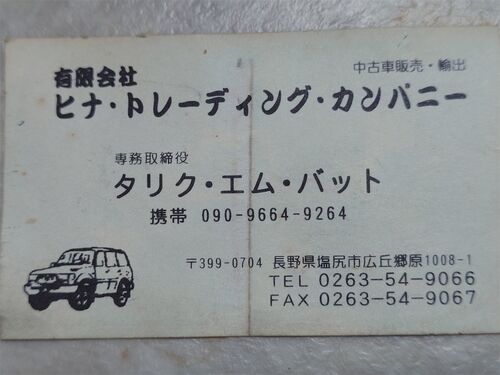 中古車販売・輸出
有限会社
ヒナ・トレーディング・カンパニー
専務取締役
タリク・エム・バット
携帯 090-9664-9264
〒399-0704 長野県塩尻市広丘郷原1008-1
TEL 0263-54-9066
FAX 0263-54-9067